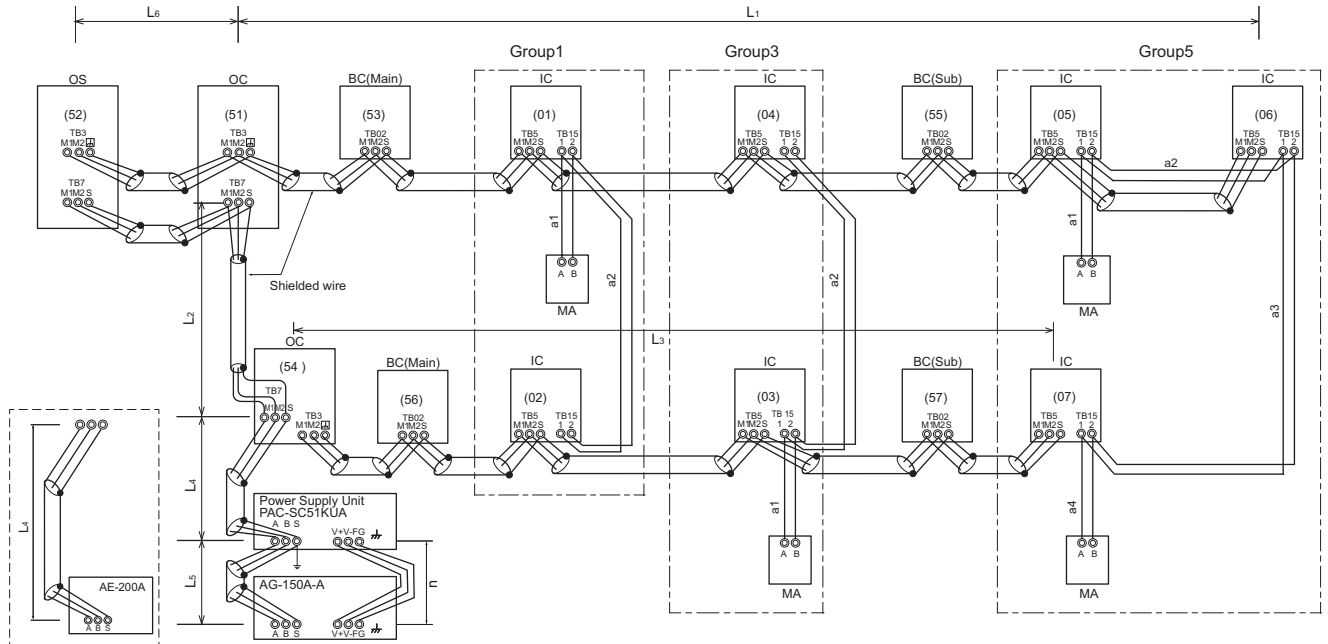 L6 L1
Group1 Group3 Group5
OS OC BC(Main) IC IC BC(Sub) IC IC
(52) (51) (53) (01) (04) (55) (05) (06)
TB3 TB3 TB02 TB5 TB15 TB5 TB15 TB02 TB5 TB15 TB5 TB15
M1M2 M1M2 M1M2S M1M2S 1 2 M1M2S 1 2 M1M2S M1M2S 1 2 M1M2S 1 2
a2
TB7 TB7
M1M2 S M1M2 S
a1 a1
Shielded wire
A B a2 a2 A B
MA MA
a3
L2
L3
OC
(54 ) BC(Main) IC IC BC(Sub) IC
(56) (02) (03) (57) (07)
TB7 TB02 TB5 TB15 TB5 TB 15 TB02 TB5 TB15
M1M2 S TB3 M1M2S M1M2S 1 2 M1M2S 1 2 M1M2S M1M2S 1 2
M1M2
L4
Power Supply Unit
PAC-SC51KUA
A B S V+V-FG
a1 a4
L4
L5 n
AG-150A-A
A B S V+V-FG
AE-200A
A B S
A B A B
MA MA